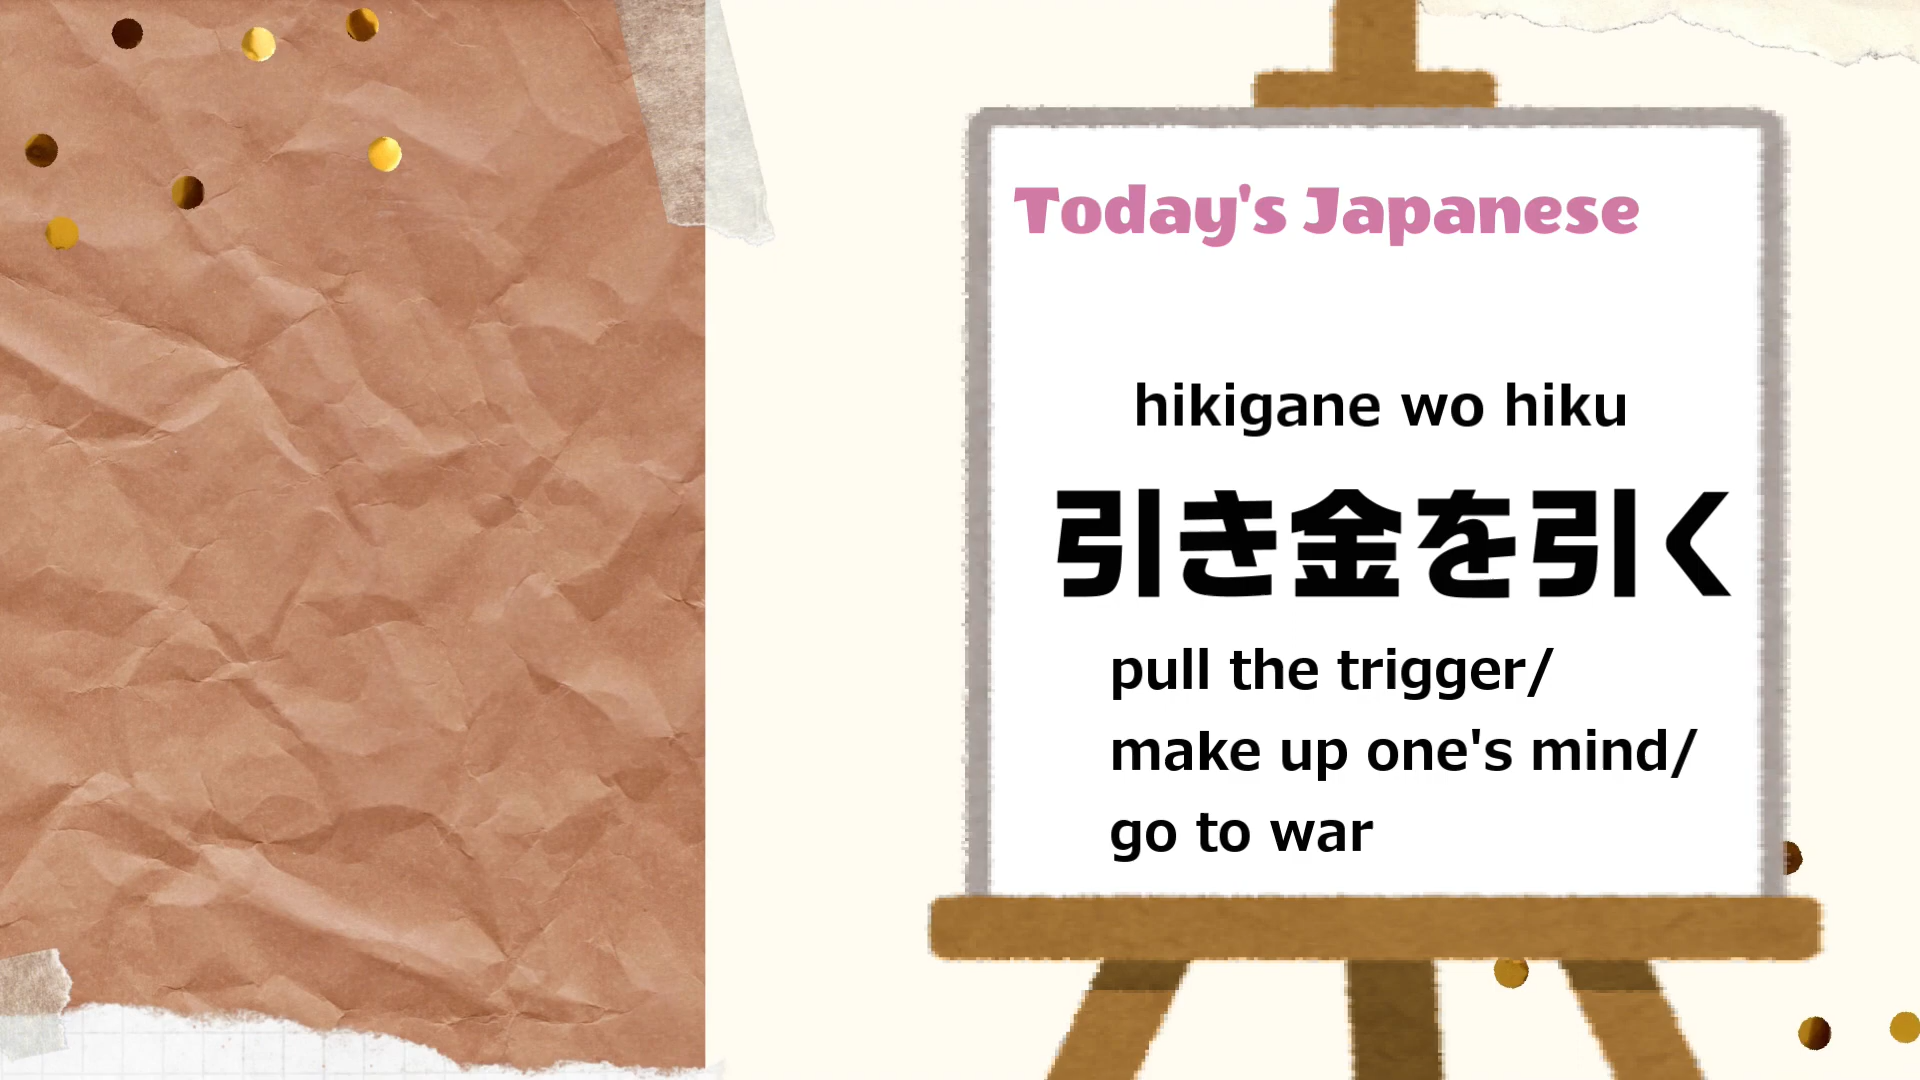 Today's Japanese
hikigane wo hiku
引き金を引く
pull the trigger/
make up one's mind/
go to war